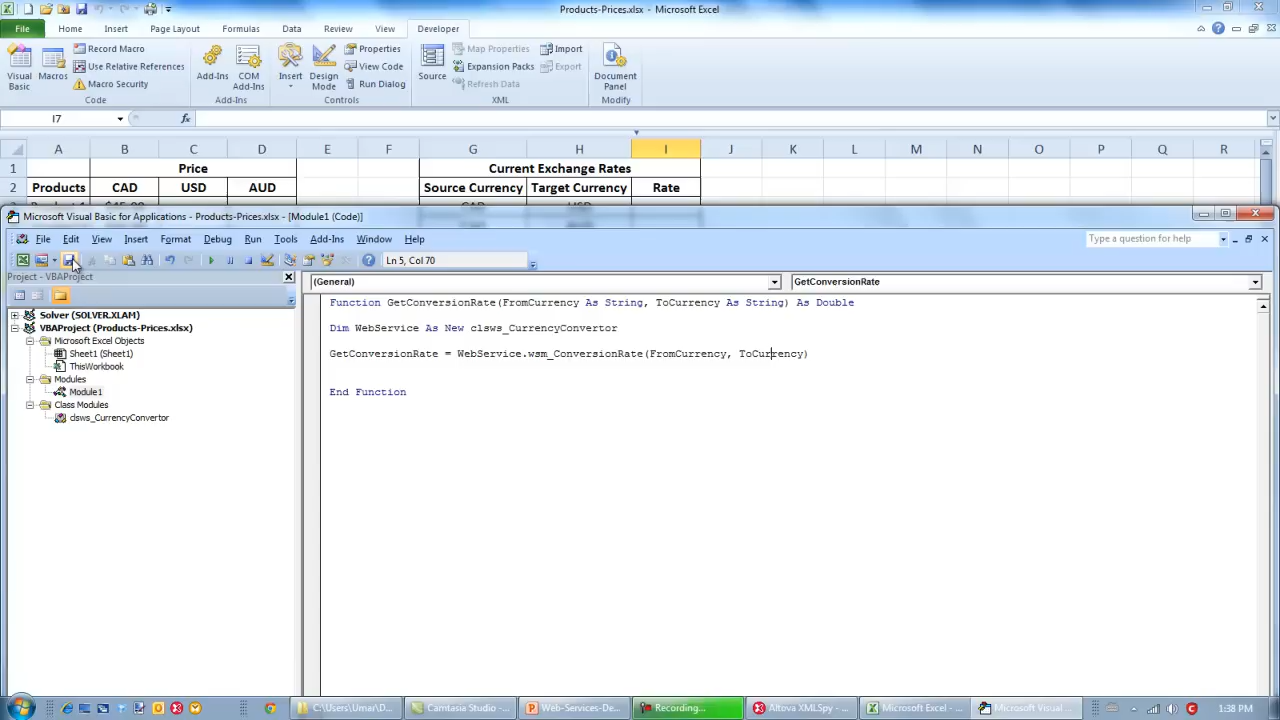 Products-Prices.xlsx - Microsoft Excel
File Home Insert Page Layout Formulas Data Review View Developer
Visual Basic
Macros
Record Macro
Use Relative References
Macro Security
Code
Add-Ins
COM Add-Ins
Add-Ins
Insert
Design Mode
Properties
View Code
Run Dialog
Controls
Source
Map Properties
Expansion Packs
Refresh Data
Import
Export
XML
Document Panel
Modify
I7
fx
A B C D E F G H I J K L M N O P Q R
1 Price Current Exchange Rates
2 Products CAD USD AUD Source Currency Target Currency Rate
Microsoft Visual Basic for Applications - Products-Prices.xlsx - [Module1 (Code)]
File Edit View Insert Format Debug Run Tools Add-Ins Window Help
Type a question for help
Ln 5, Col 70
Project - VBAProject
Solver (SOLVER.XLAM)
VBAProject (Products-Prices.xlsx)
Microsoft Excel Objects
Sheet1 (Sheet1)
ThisWorkbook
Modules
Module1
Class Modules
clsws_CurrencyConvertor
(General)
GetConversionRate
Function GetConversionRate(FromCurrency As String, ToCurrency As String) As Double
Dim WebService As New clsws_CurrencyConvertor
GetConversionRate = WebService.wsm_ConversionRate(FromCurrency, ToCurrency)
End Function
C:\Users\Umar\D...
Camtasia Studio -...
Web-Services-De...
Recording...
Altova XMLSpy - ...
Microsoft Excel - ...
Microsoft Visual ...
1:38 PM